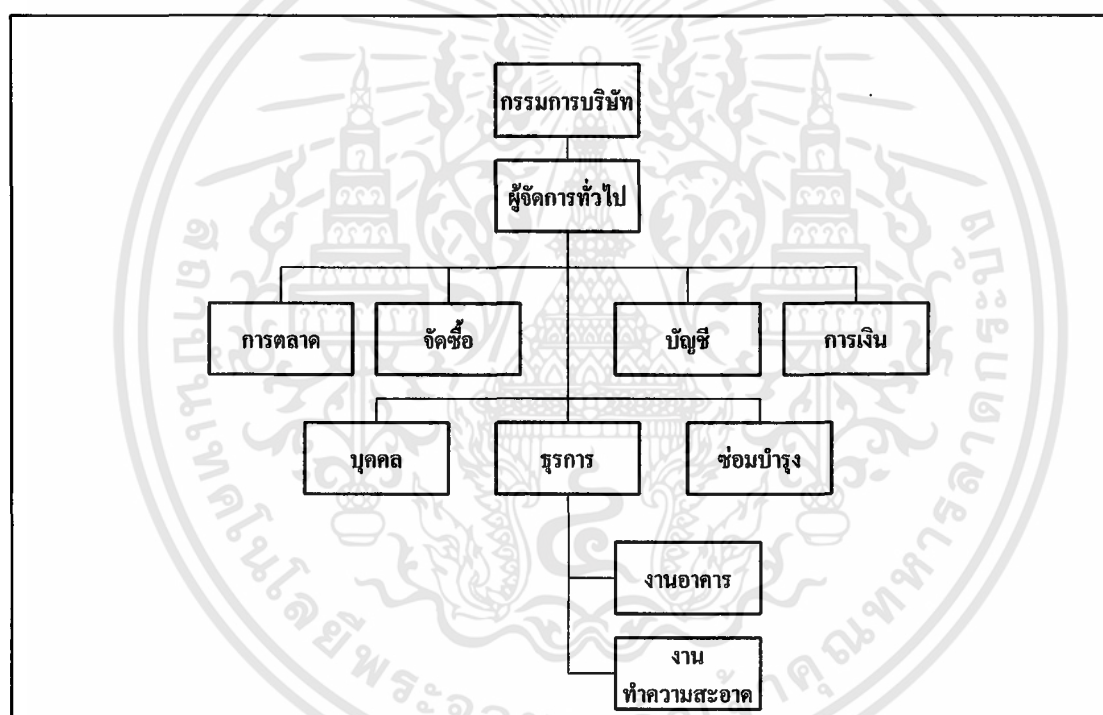 กรรมการบริษัท
ผู้จัดการทั่วไป
การตลาด
จัดซื้อ
บัญชี
การเงิน
บุคคล
ธุรการ
ซ่อมบำรุง
งานอาคาร
งาน
ทำความสะอาด